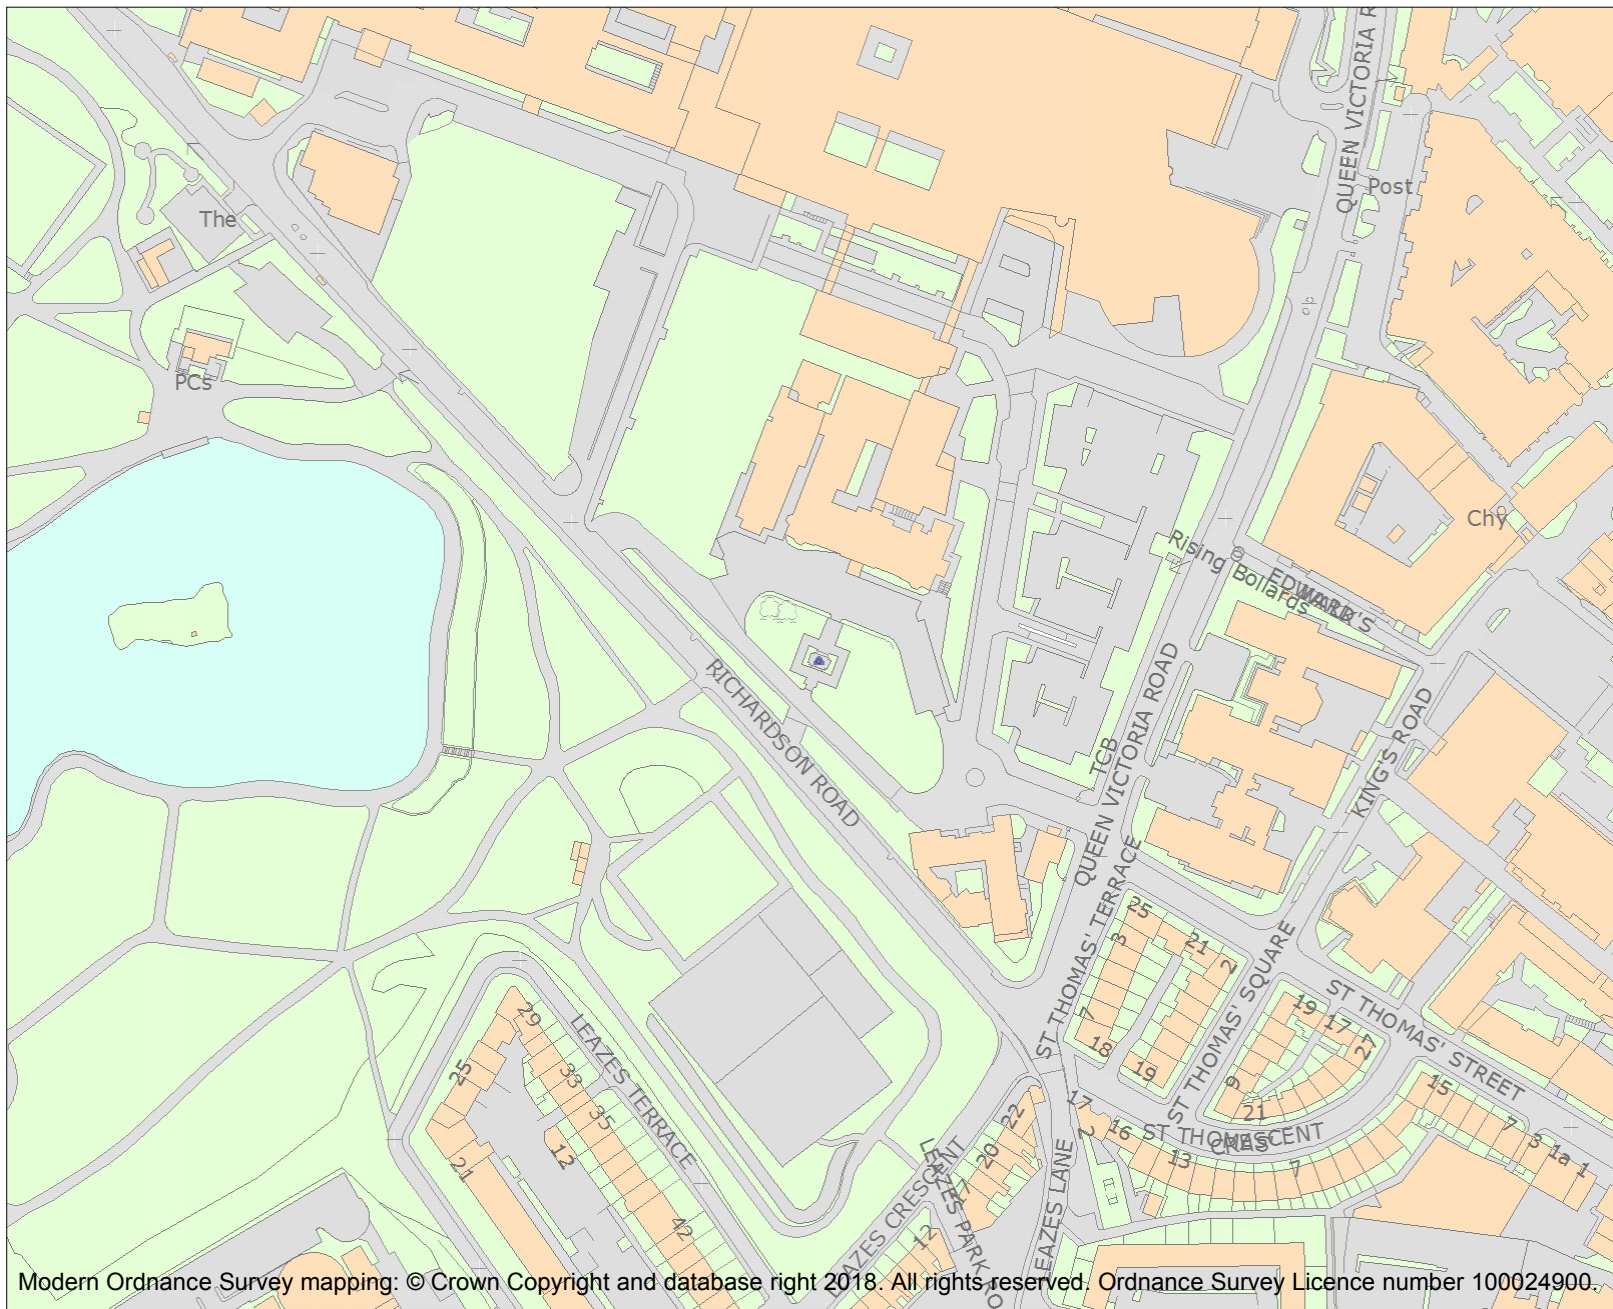 QUEEN VICTORIA R
Post
The
PCs
Chy
Rising Bollards
EDWARD'S
WALK
RICHARDSON ROAD
TCB
QUEEN VICTORIA ROAD
KING'S ROAD
ST THOMAS' TERRACE
25
3
21
2
7
18
19
ST THOMAS' SQUARE
ST THOMAS' STREET
19
17
27
9
21
29
LEAZES TERRACE
33
35
25
12
21
42
22
20
17
17
2
16
13
7
ST THOMAS'
CRESCENT
15
7
3
1a
1
LEAZES CRESCENT
LEAZES PARK RO
LEAZES LANE
12
Modern Ordnance Survey mapping: © Crown Copyright and database right 2018. All rights reserved. Ordnance Survey Licence number 100024900.